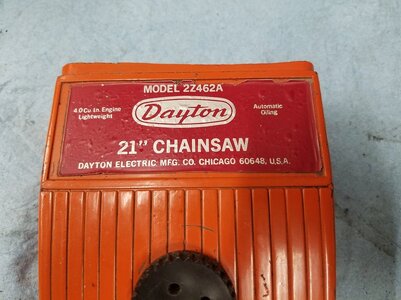 MODEL 2Z462A
4.0 Cu. In. Engine
Lightweight
Dayton
Automatic
Oiling
21" CHAINSAW
DAYTON ELECTRIC MFG. CO. CHICAGO 60648, U.S.A.